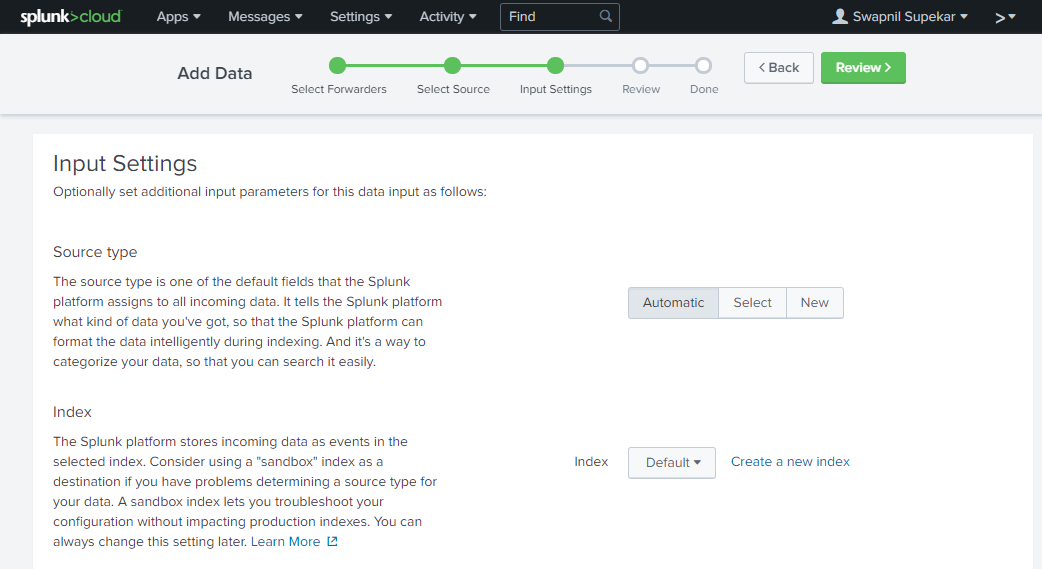 splunk>cloud Apps Messages Settings Activity Find Swapnil Supekar >
Add Data
Select Forwarders Select Source Input Settings Review Done
< Back Review >
Input Settings
Optionally set additional input parameters for this data input as follows:
Source type
The source type is one of the default fields that the Splunk
platform assigns to all incoming data. It tells the Splunk platform
what kind of data you've got, so that the Splunk platform can
format the data intelligently during indexing. And it's a way to
categorize your data, so that you can search it easily.
Automatic Select New
Index
The Splunk platform stores incoming data as events in the
selected index. Consider using a "sandbox" index as a
destination if you have problems determining a source type for
your data. A sandbox index lets you troubleshoot your
configuration without impacting production indexes. You can
always change this setting later. Learn More
Index Default Create a new index